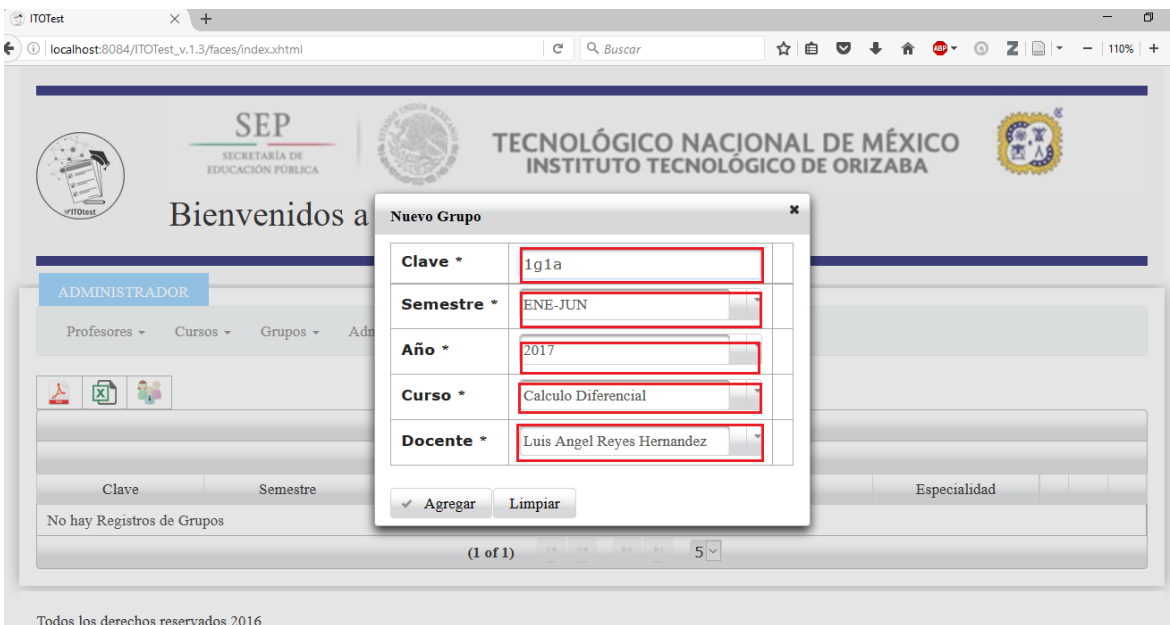 ITOTest
localhost:8084/ITOTest_v.1.3/faces/index.xhtml
Buscar
ABP
110%
SEP
SECRETARÍA DE
EDUCACIÓN PÚBLICA
TECNOLÓGICO NACIONAL DE MÉXICO
INSTITUTO TECNOLÓGICO DE ORIZABA
ITOtest
Bienvenidos a
Nuevo Grupo
Clave * 1g1a
Semestre * ENE-JUN
Año * 2017
Curso * Calculo Diferencial
Docente * Luis Angel Reyes Hernandez
Agregar Limpiar
ADMINISTRADOR
Profesores Cursos Grupos Adn
Clave Semestre Especialidad
No hay Registros de Grupos
(1 of 1) 5
Todos los derechos reservados 2016